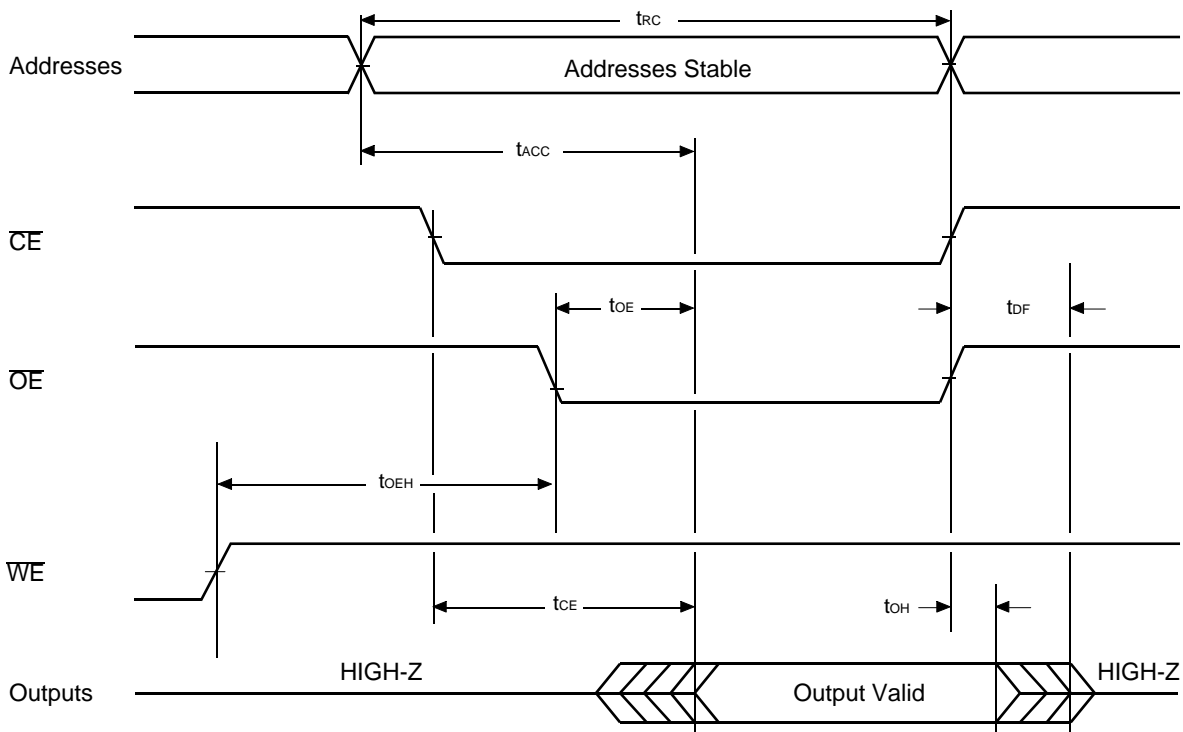 tRC
Addresses
Addresses Stable
tACC
CE
tOE
tDF
OE
tOEH
WE
tCE
tOH
HIGH-Z
HIGH-Z
Outputs
Output Valid